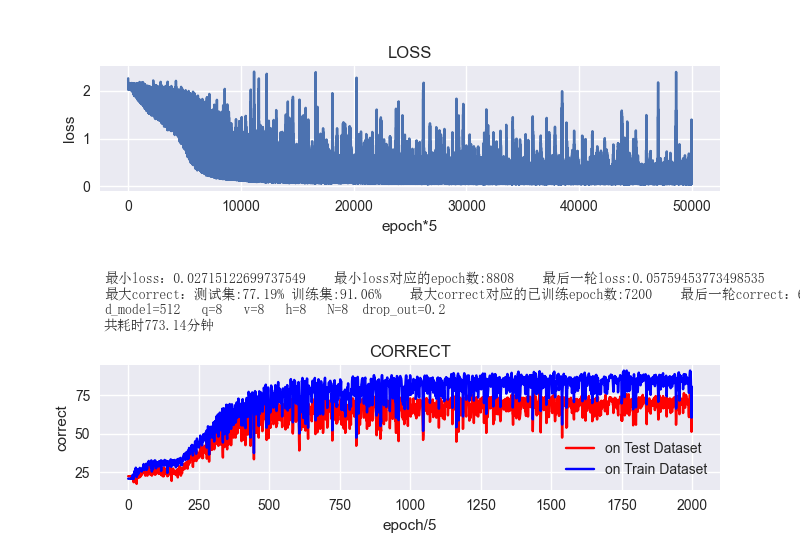 LOSS
2
1
0
loss
0 10000 20000 30000 40000 50000
epoch*5
最小loss：0.02715122699737549 最小loss对应的epoch数:8808 最后一轮loss:0.05759453773498535
最大correct：测试集:77.19% 训练集:91.06% 最大correct对应的已训练epoch数:7200 最后一轮correct：
d_model=512 q=8 v=8 h=8 N=8 drop_out=0.2
共耗时773.14分钟
CORRECT
75
50
25
correct
on Test Dataset
on Train Dataset
0 250 500 750 1000 1250 1500 1750 2000
epoch/5